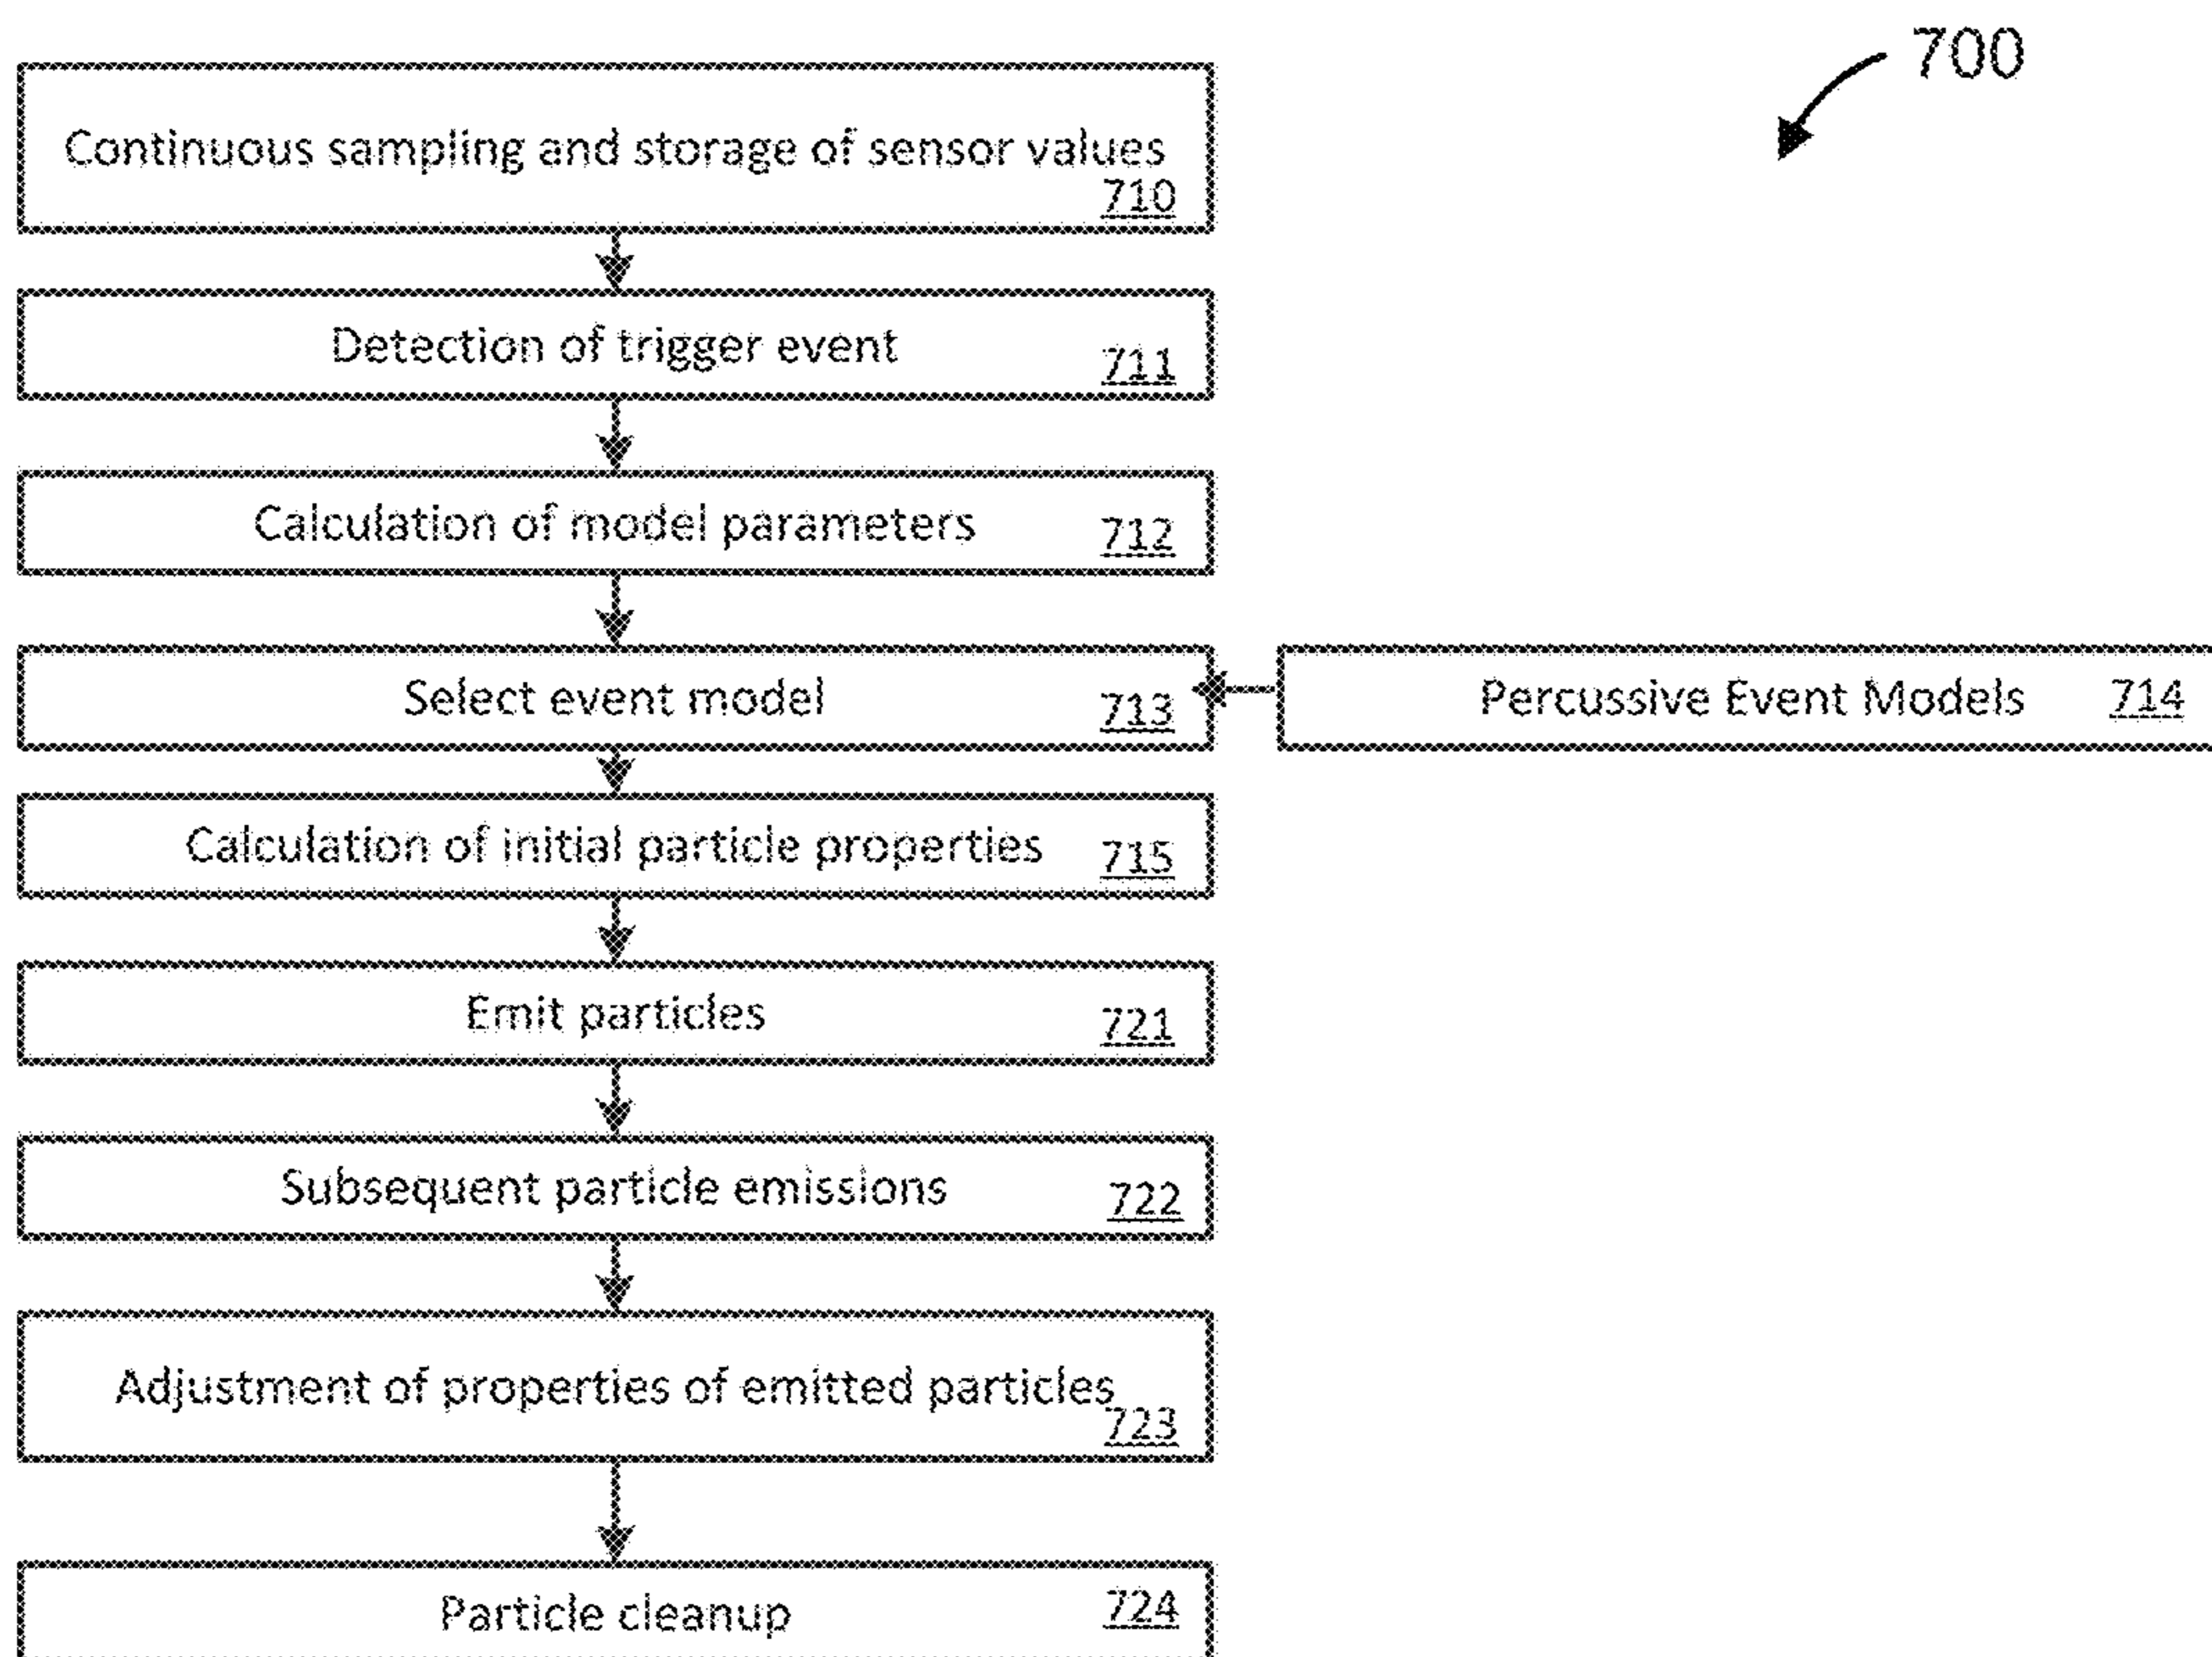 700
Continuous sampling and storage of sensor values
710
Detection of trigger event 711
Calculation of model parameters 712
Select event model 713
Percussive Event Models 714
Calculation of initial particle properties 715
Emit particles 721
Subsequent particle emissions 722
Adjustment of properties of emitted particles
723
Particle cleanup 724